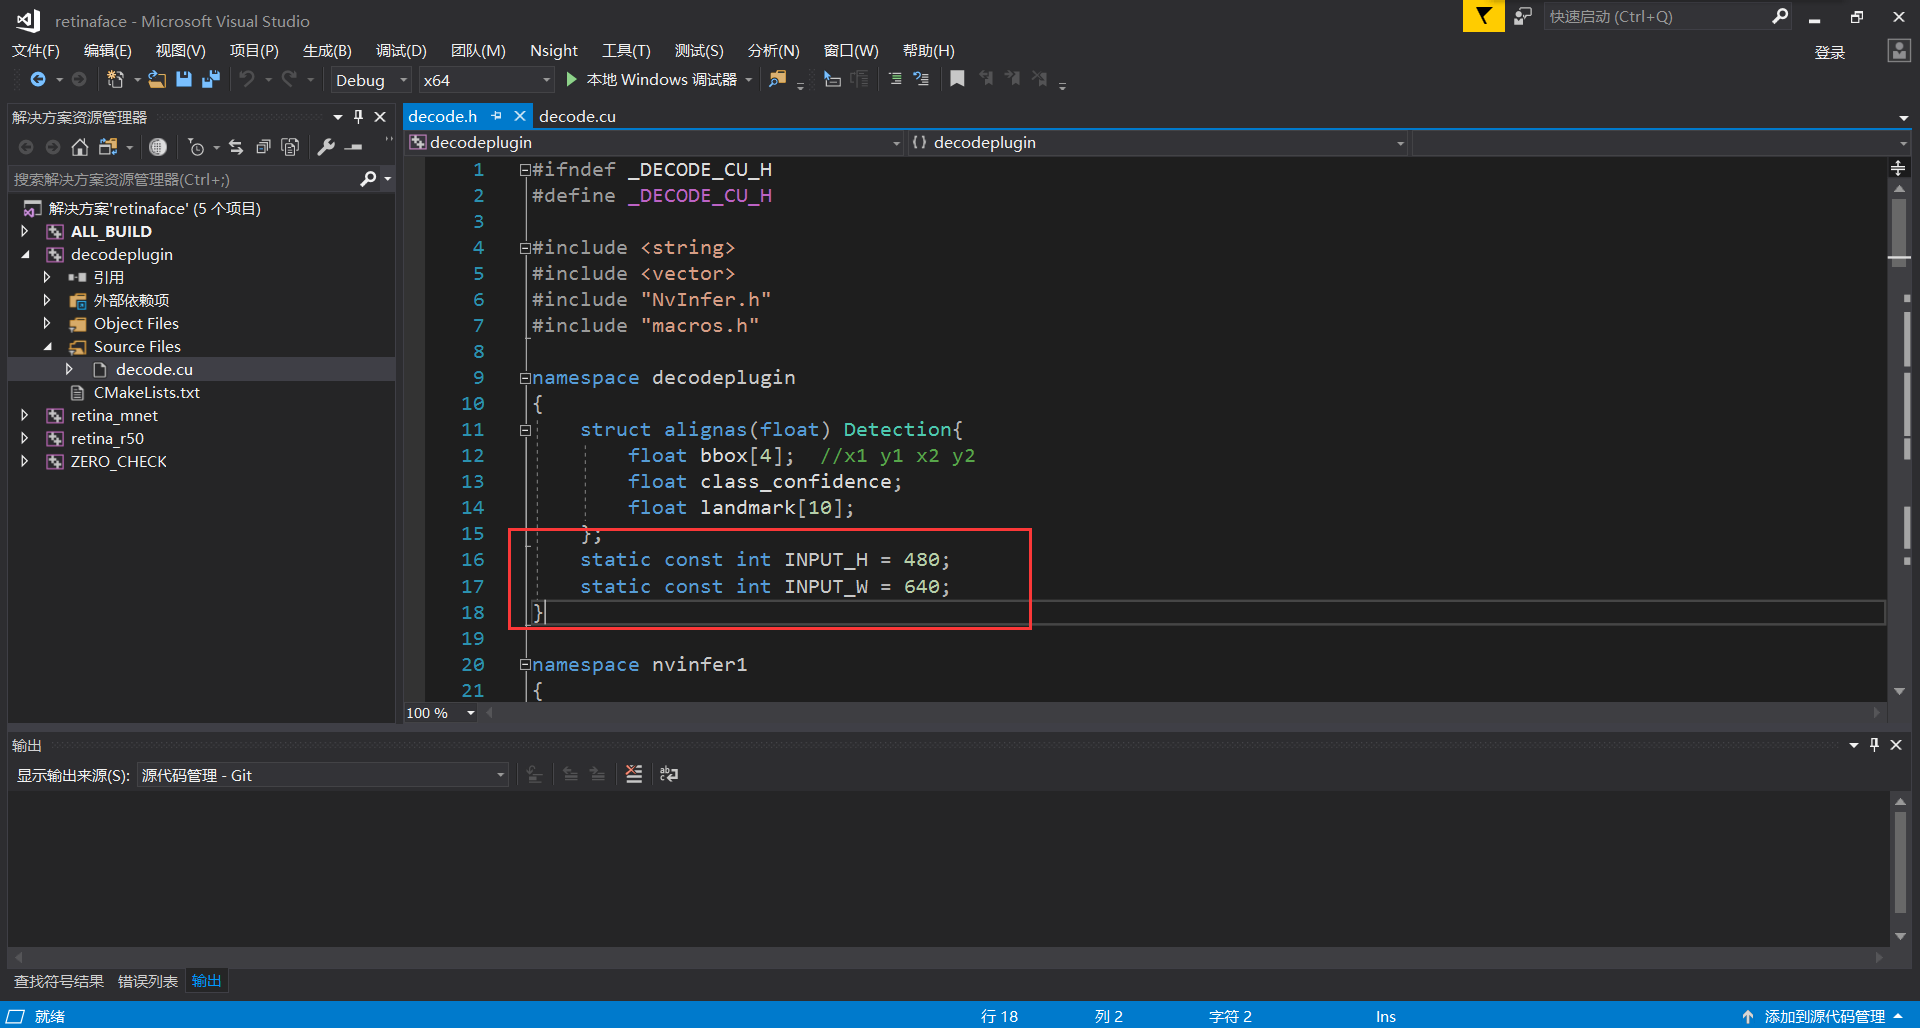 retinaface - Microsoft Visual Studio
快速启动 (Ctrl+Q)
文件(F) 编辑(E) 视图(V) 项目(P) 生成(B) 调试(D) 团队(M) Nsight 工具(T) 测试(S) 分析(N) 窗口(W) 帮助(H)
登录
Debug x64 本地 Windows 调试器
解决方案资源管理器
搜索解决方案资源管理器(Ctrl+;)
解决方案'retinaface' (5 个项目)
ALL_BUILD
decodeplugin
引用
外部依赖项
Object Files
Source Files
decode.cu
CMakeLists.txt
retina_mnet
retina_r50
ZERO_CHECK
decode.h decode.cu
decodeplugin {} decodeplugin
1 #ifndef _DECODE_CU_H
2 #define _DECODE_CU_H
3
4 #include <string>
5 #include <vector>
6 #include "NvInfer.h"
7 #include "macros.h"
8
9 namespace decodeplugin
10 {
11 struct alignas(float) Detection{
12 float bbox[4]; //x1 y1 x2 y2
13 float class_confidence;
14 float landmark[10];
15 };
16 static const int INPUT_H = 480;
17 static const int INPUT_W = 640;
18 }
19
20 namespace nvinfer1
21 {
100 %
输出
显示输出来源(S): 源代码管理 - Git
查找符号结果 错误列表 输出
就绪 行 18 列 2 字符 2 Ins 添加到源代码管理